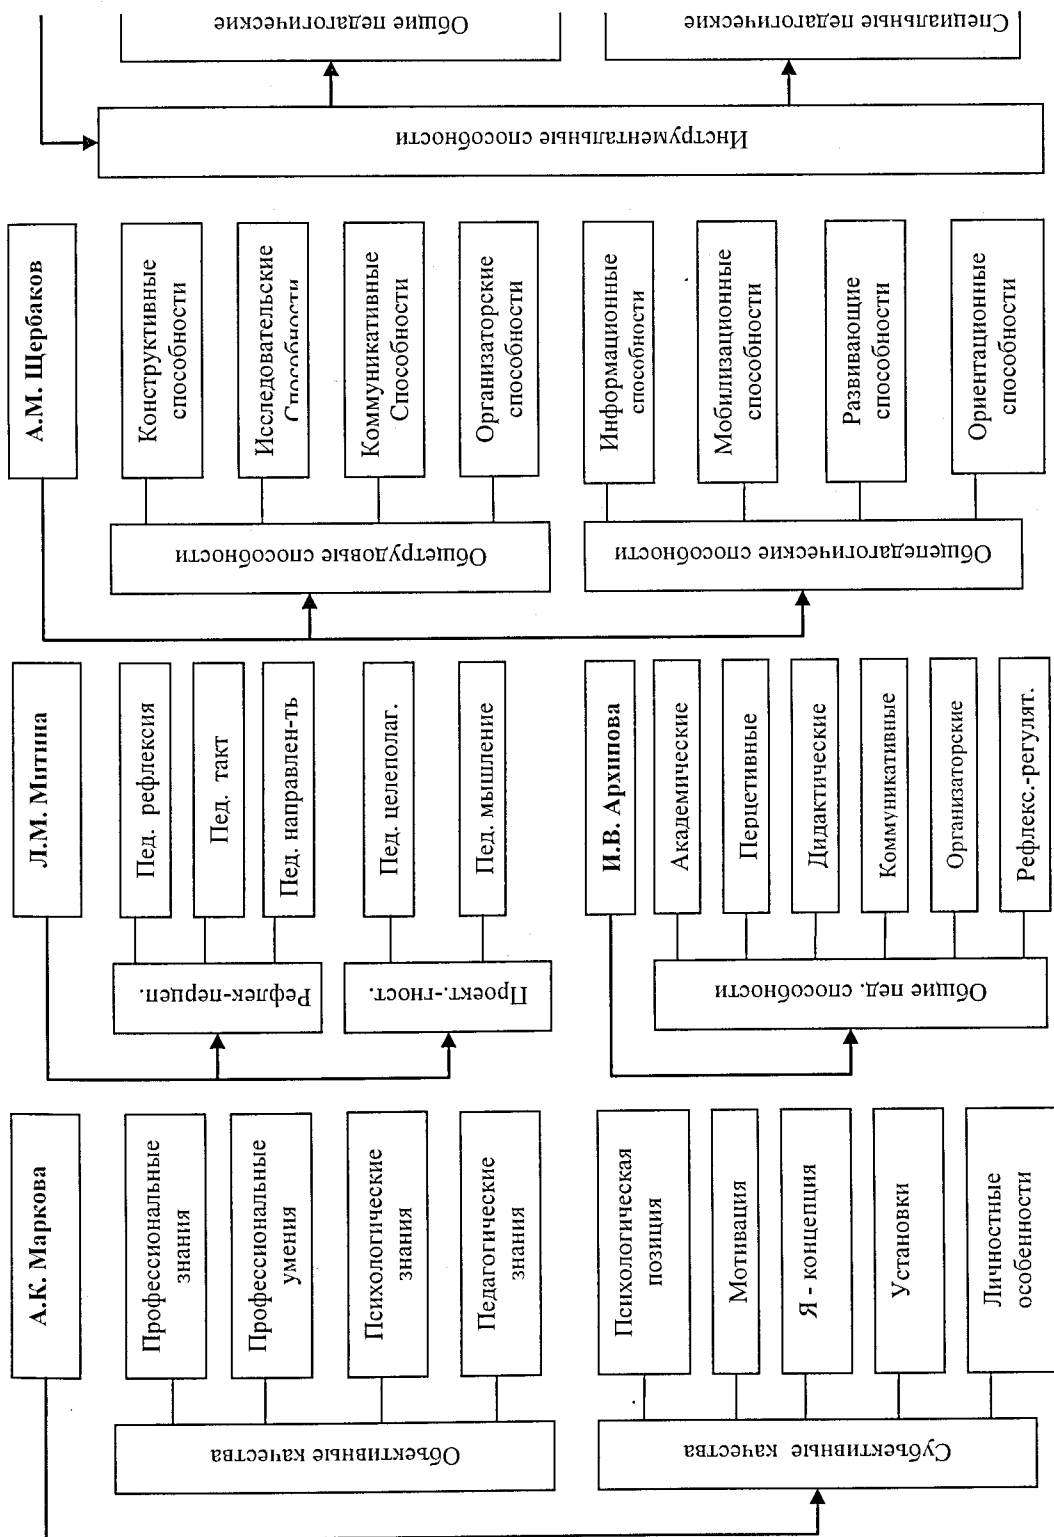 А.К. Маркова
Объективные качества
Профессиональные
знания
Профессиональные
умения
Психологические
знания
Педагогические
знания
Субъективные качества
Психологическая
позиция
Мотивация
Я - концепция
Установки
Личностные
особенности
Л.М. Митина
Рефлек-перцеп.
Пед. рефлексия
Пед. такт
Пед. направлен-ть
Проект.-гност.
Пед. целеполаг.
Пед. мышление
И.В. Архипова
Общие пед. способности
Академические
Перцетивные
Дидактические
Коммуникативные
Организаторские
Рефлекс.-регулят.
А.М. Щербаков
Общетрудовые способности
Конструктивные
способности
Исследовательские
Способности
Коммуникативные
Способности
Организаторские
способности
Общепедагогические способности
Информационные
способности
Мобилизационные
способности
Развивающие
способности
Ориентационные
способности
Инструментальные способности
Общие педагогические
Специальные педагогические